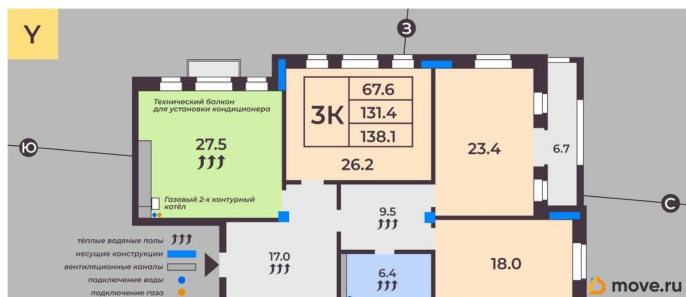 Y
З
Технический балкон
для установки кондиционера
67.6
3К
131.4
138.1
27.5
26.2
23.4
6.7
Ю
Газовый 2-х контурный
котёл
С
9.5
тёплые водяные полы
несущие конструкции
вентиляционные каналы
подключение воды
подключение газа
17.0
6.4
18.0
move.ru